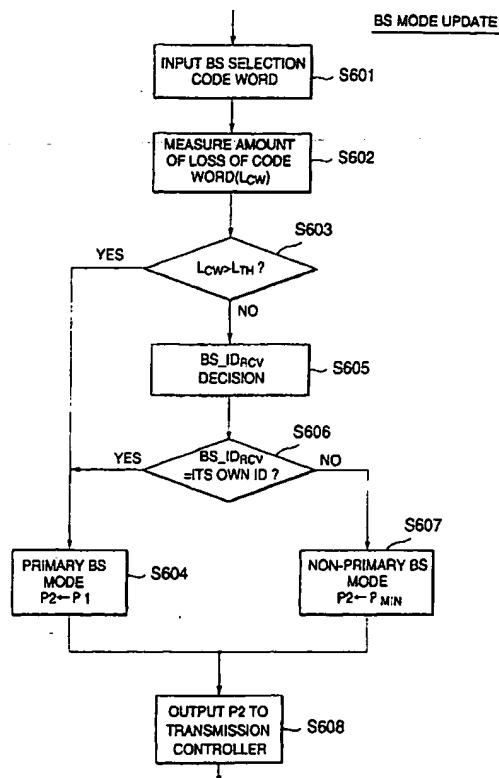 BS MODE UPDATE
INPUT BS SELECTION
CODE WORD
S601
MEASURE AMOUNT
OF LOSS OF CODE
WORD(LCW)
S602
S603
YES
LCW>LTH ?
NO
BS_IDRCV
DECISION
S605
S606
YES
BS_IDRCV
=ITS OWN ID ?
NO
S607
PRIMARY BS
MODE
P2←P1
S604
NON-PRIMARY BS
MODE
P2←PMIN
OUTPUT P2 TO
TRANSMISSION
CONTROLLER
S608